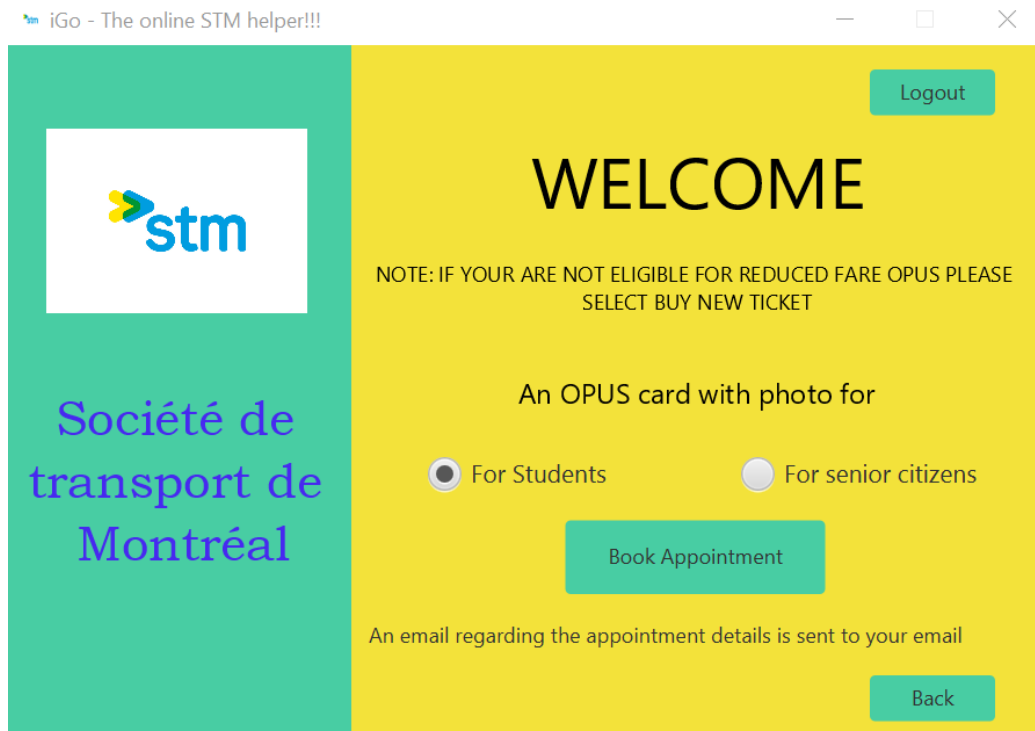 iGo - The online STM helper!!!
Logout
stm
WELCOME
NOTE: IF YOUR ARE NOT ELIGIBLE FOR REDUCED FARE OPUS PLEASE
SELECT BUY NEW TICKET
An OPUS card with photo for
Société de
transport de
Montréal
For Students
For senior citizens
Book Appointment
An email regarding the appointment details is sent to your email
Back